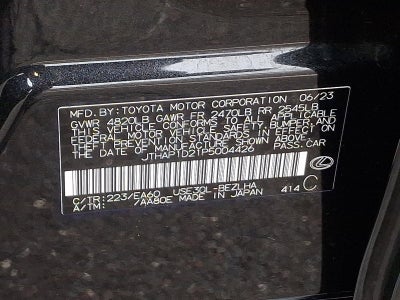 MFD. BY: TOYOTA MOTOR CORPORATION 06/23
GVWR 4820LB GAWR FR 2470LB RR 2545LB
THIS VEHICLE CONFORMS TO ALL APPLICABLE
FEDERAL MOTOR VEHICLE SAFETY, BUMPER, AND
THEFT PREVENTION STANDARDS IN EFFECT ON THE
DATE OF MANUFACTURE SHOWN ABOVE.
JTHAP1D21P5004426 PASS.CAR
C/TR: 223/EA60 USE30L-BEZLHA
A/TM: /AA80E MADE IN JAPAN 414 C